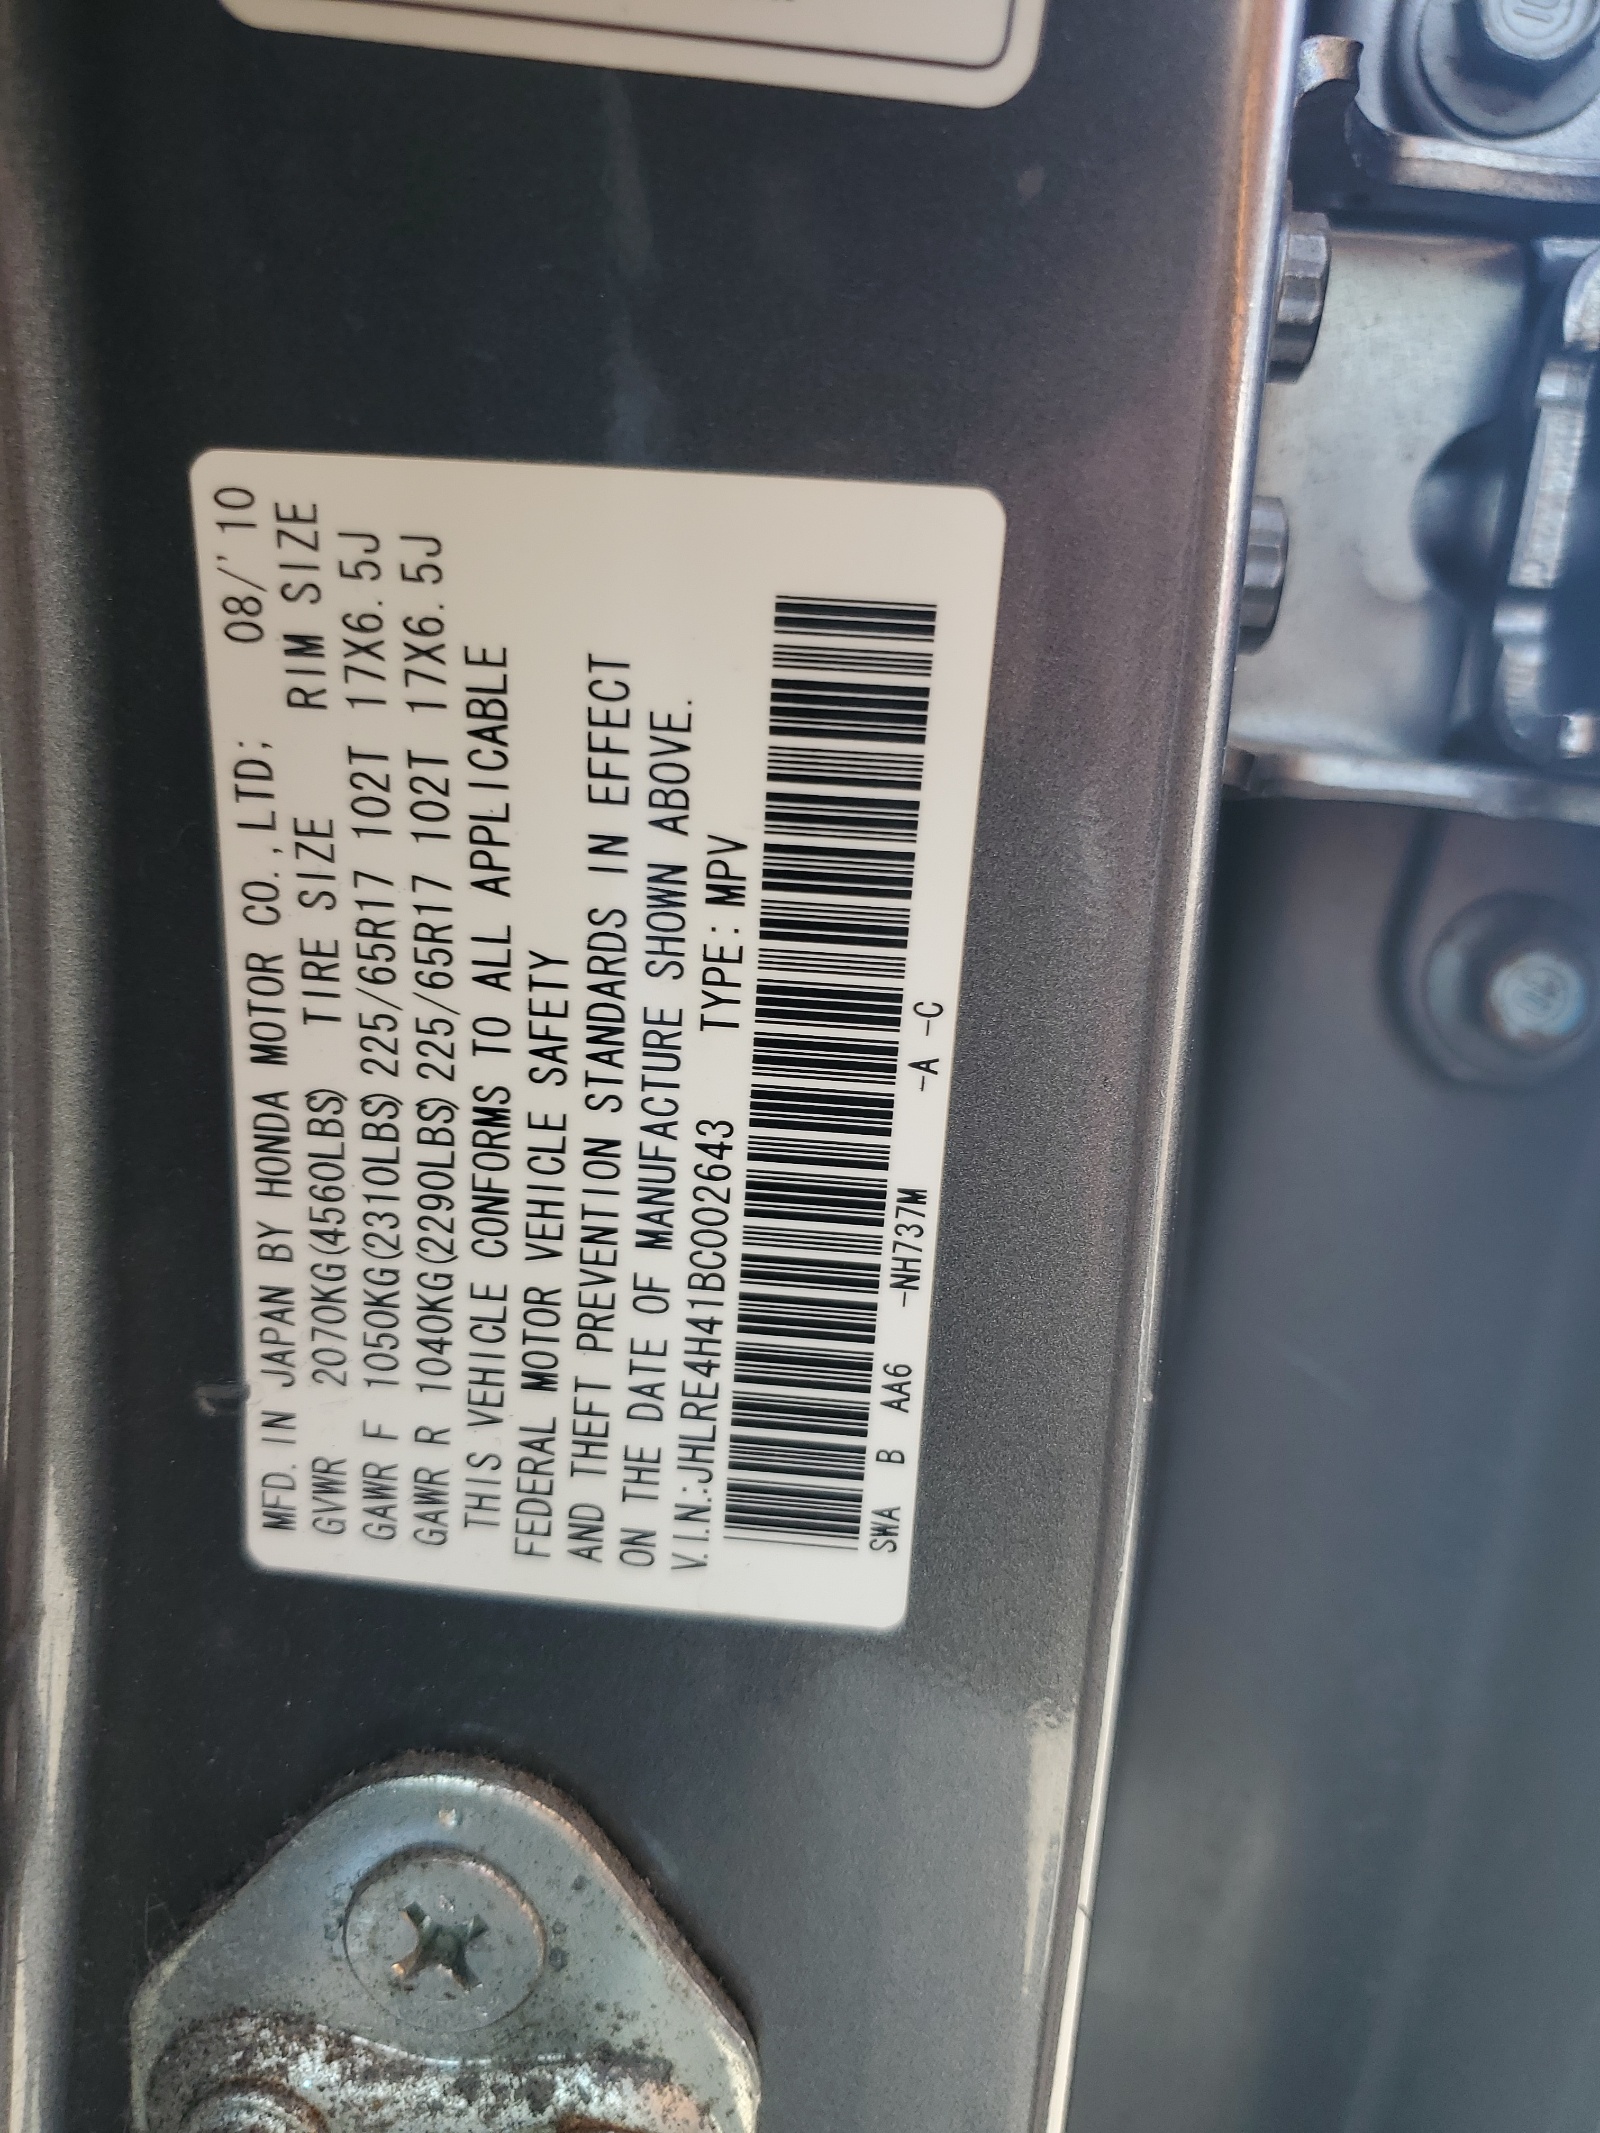 MFD. IN JAPAN BY HONDA MOTOR CO., LTD; 08/'10
GVWR 2070KG(4560LBS) TIRE SIZE RIM SIZE
GAWR F 1050KG(2310LBS) 225/65R17 102T 17X6.5J
GAWR R 1040KG(2290LBS) 225/65R17 102T 17X6.5J
THIS VEHICLE CONFORMS TO ALL APPLICABLE
FEDERAL MOTOR VEHICLE SAFETY
AND THEFT PREVENTION STANDARDS IN EFFECT
ON THE DATE OF MANUFACTURE SHOWN ABOVE.
V.I.N.:JHLRE4H41BC002643 TYPE: MPV
SWA B AA6 -NH737M -A -C